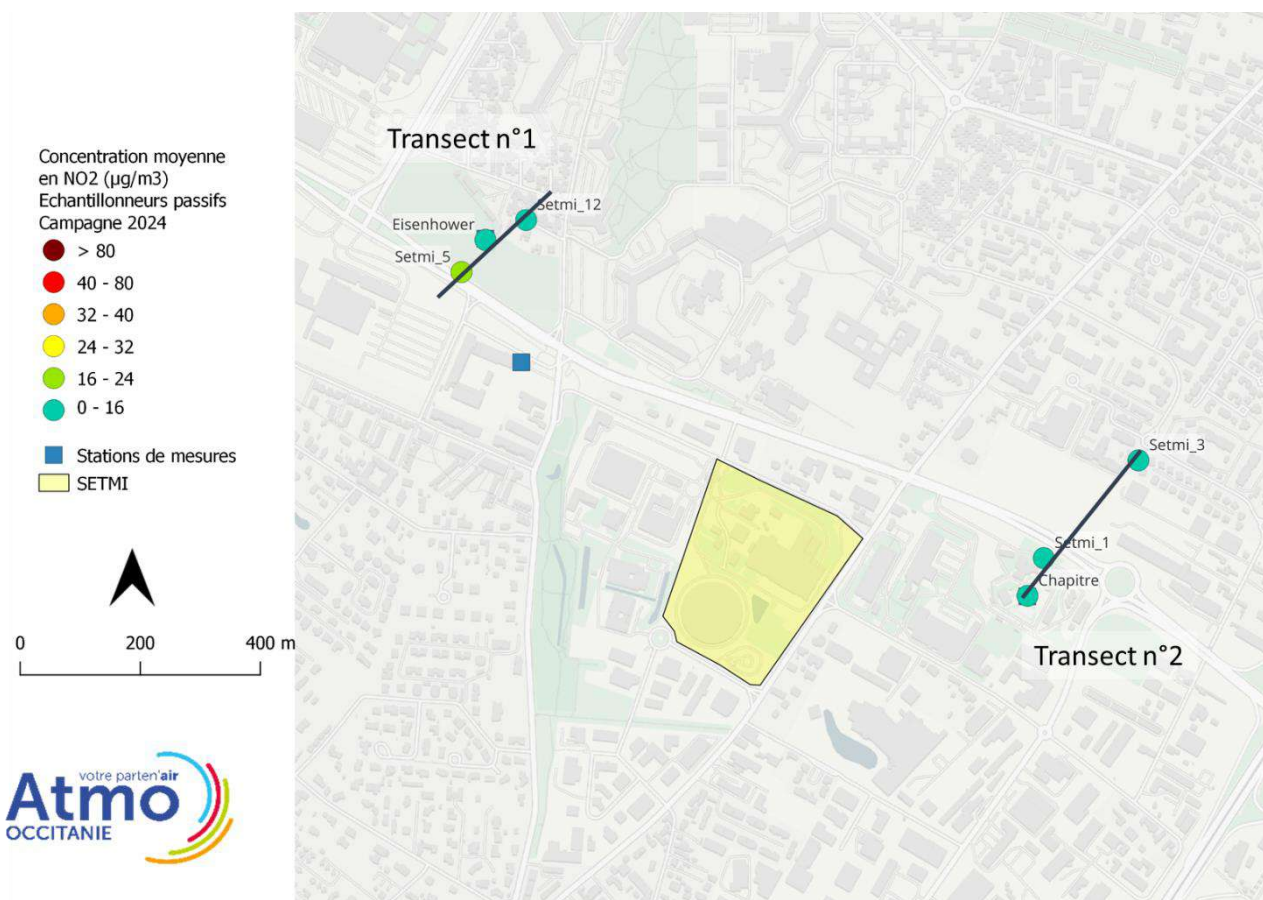 Concentration moyenne
en NO2 (µg/m3)
Echantillonneurs passifs
Campagne 2024
> 80
40 - 80
32 - 40
24 - 32
16 - 24
0 - 16
Stations de mesures
SETMI
0 200 400 m
votre parten'air
Atmo
OCCITANIE
Transect n°1
Setmi_12
Eisenhower
Setmi_5
Setmi_3
Setmi_1
Chapitre
Transect n°2